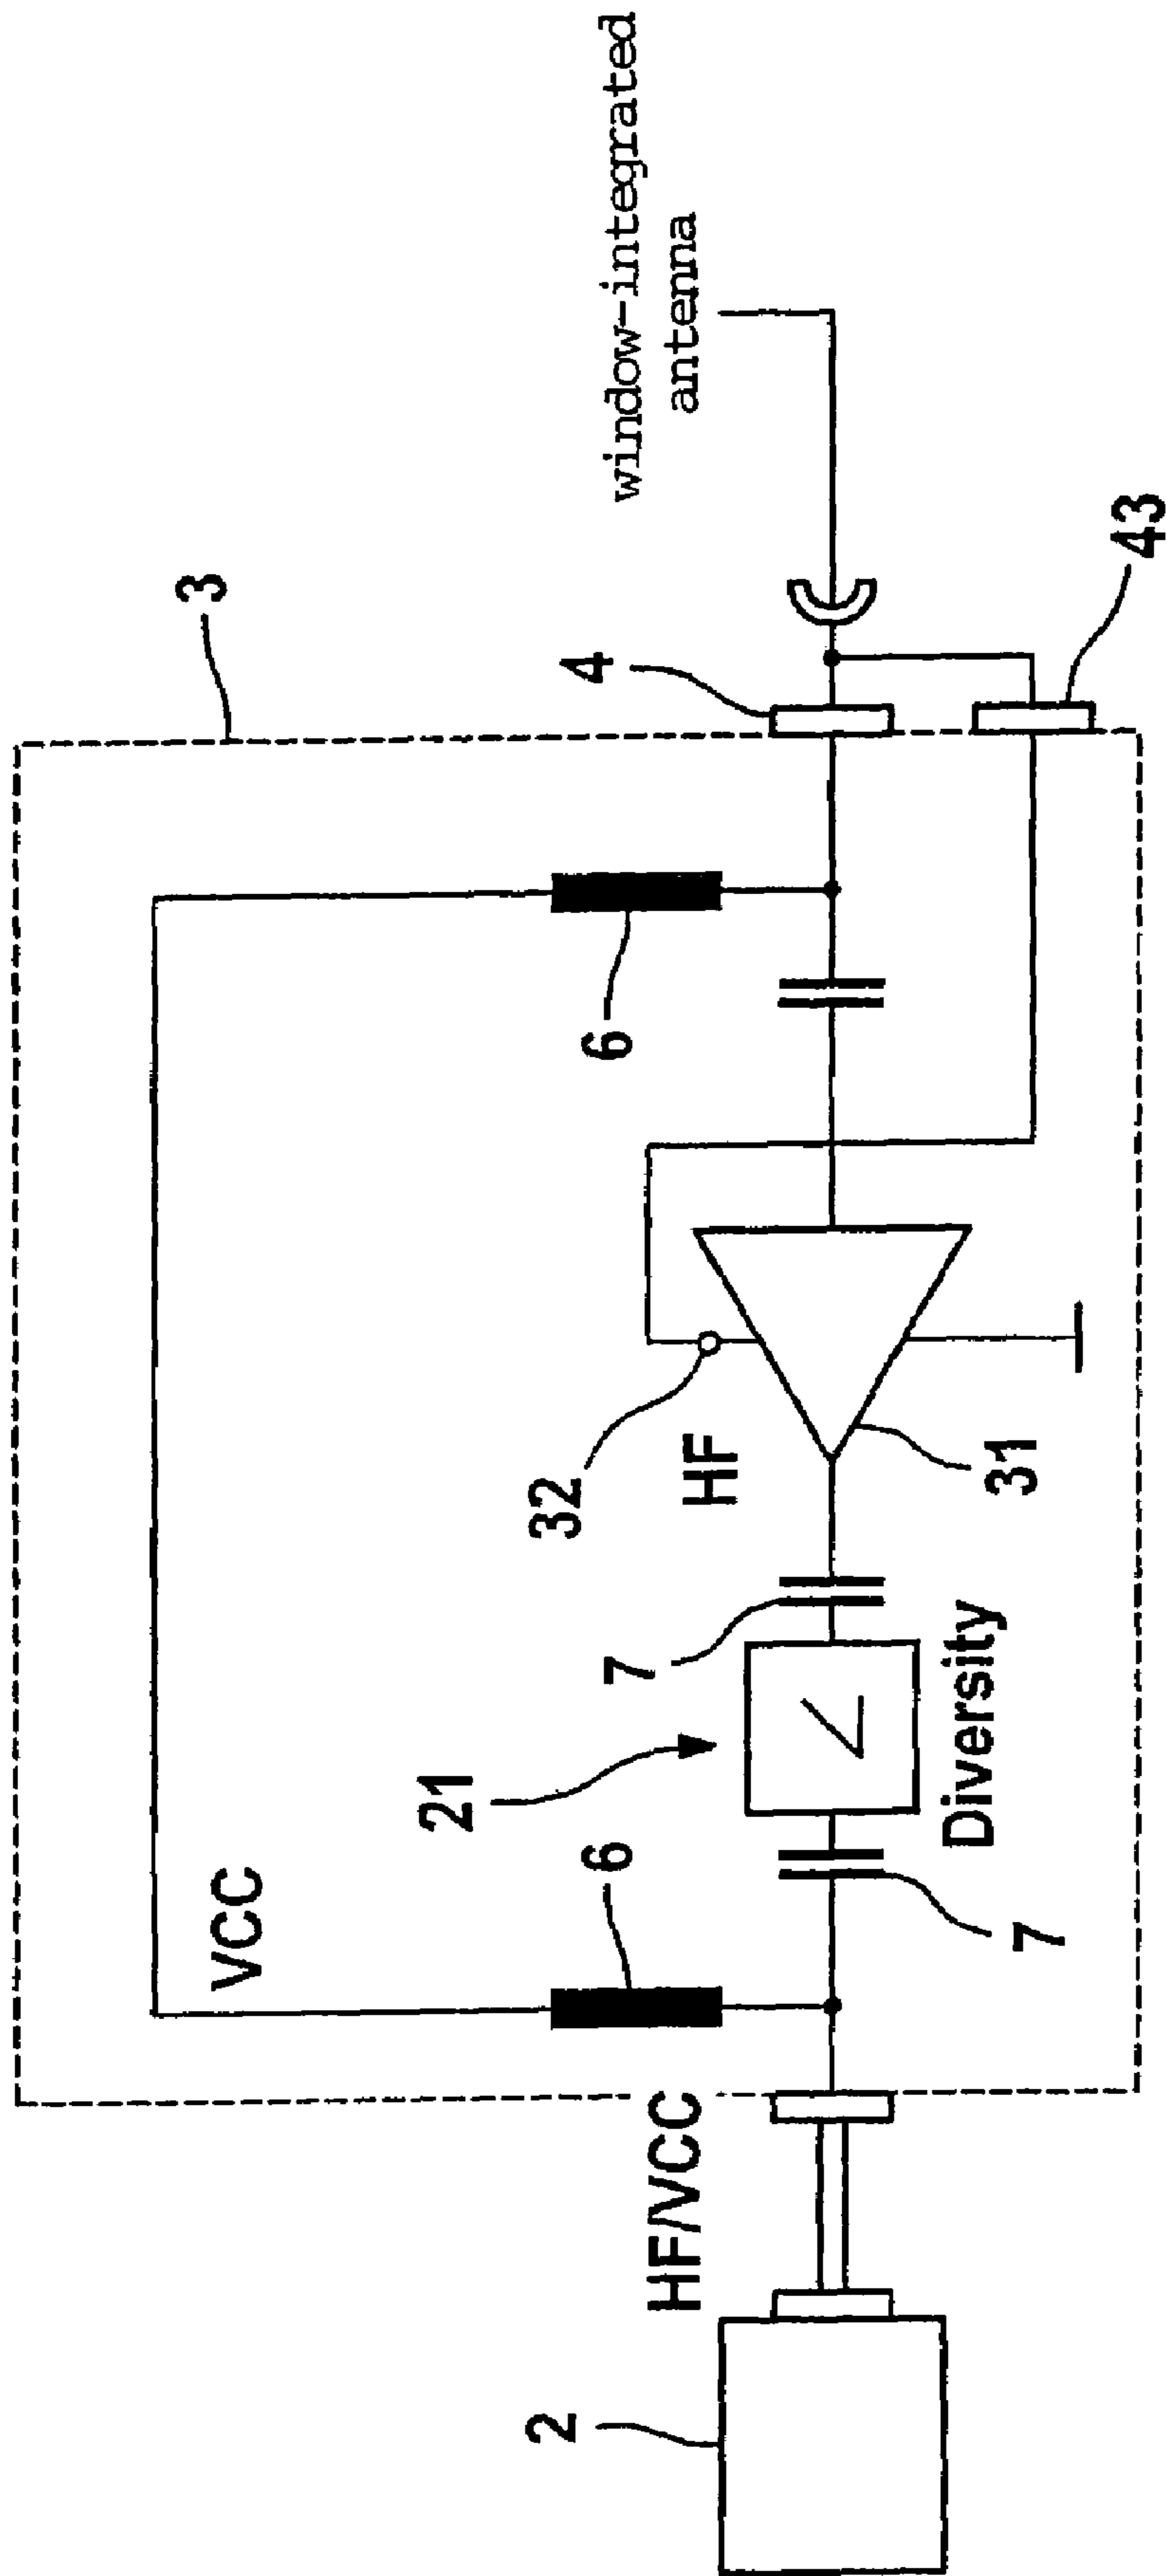 3
VCC
window-integrated
antenna
6
6
4
43
21
7
32
HF
HF/VCC
2
7
Diversity
31